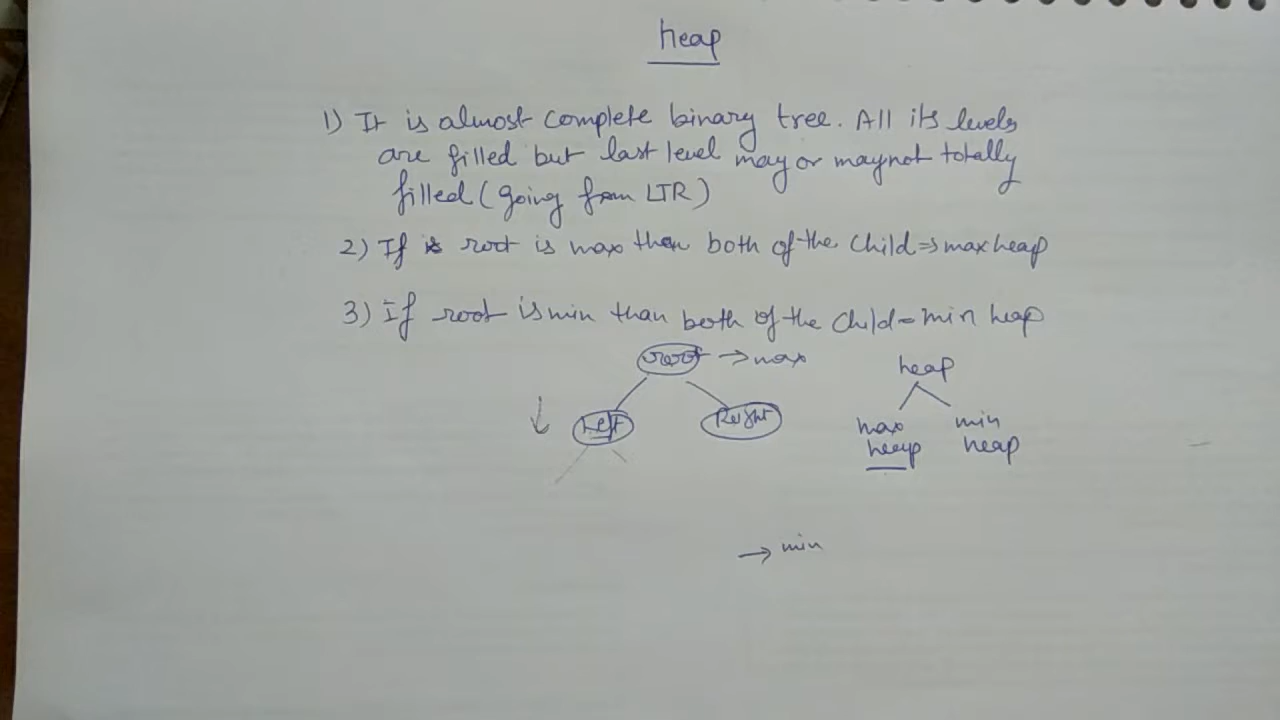 heap
1) It is almost complete binary tree. All its levels
are filled but last level may or maynot totally
filled (going from LTR)
2) If root is max than both of the child => maxheap
3) If root is min than both of the child = min heap
root → max
heap
Left
Right
max
heap
min
heap
→ min